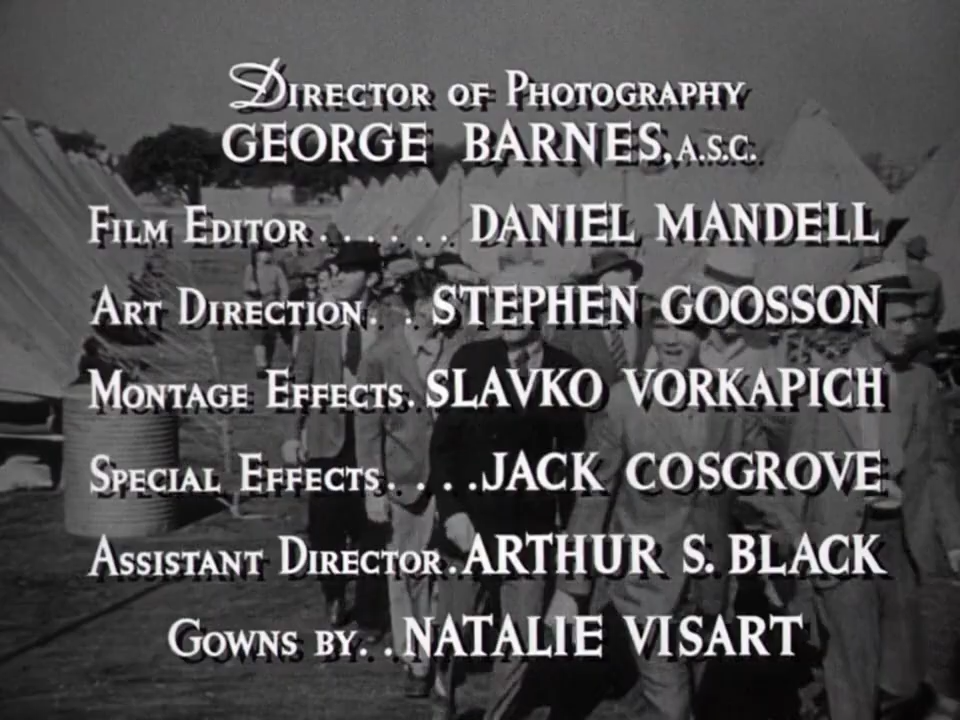 Director of Photography
GEORGE BARNES, A.S.C.
Film Editor...... DANIEL MANDELL
Art Direction.. STEPHEN GOOSSON
Montage Effects. SLAVKO VORKAPICH
Special Effects....JACK COSGROVE
Assistant Director.ARTHUR S. BLACK
Gowns by..NATALIE VISART